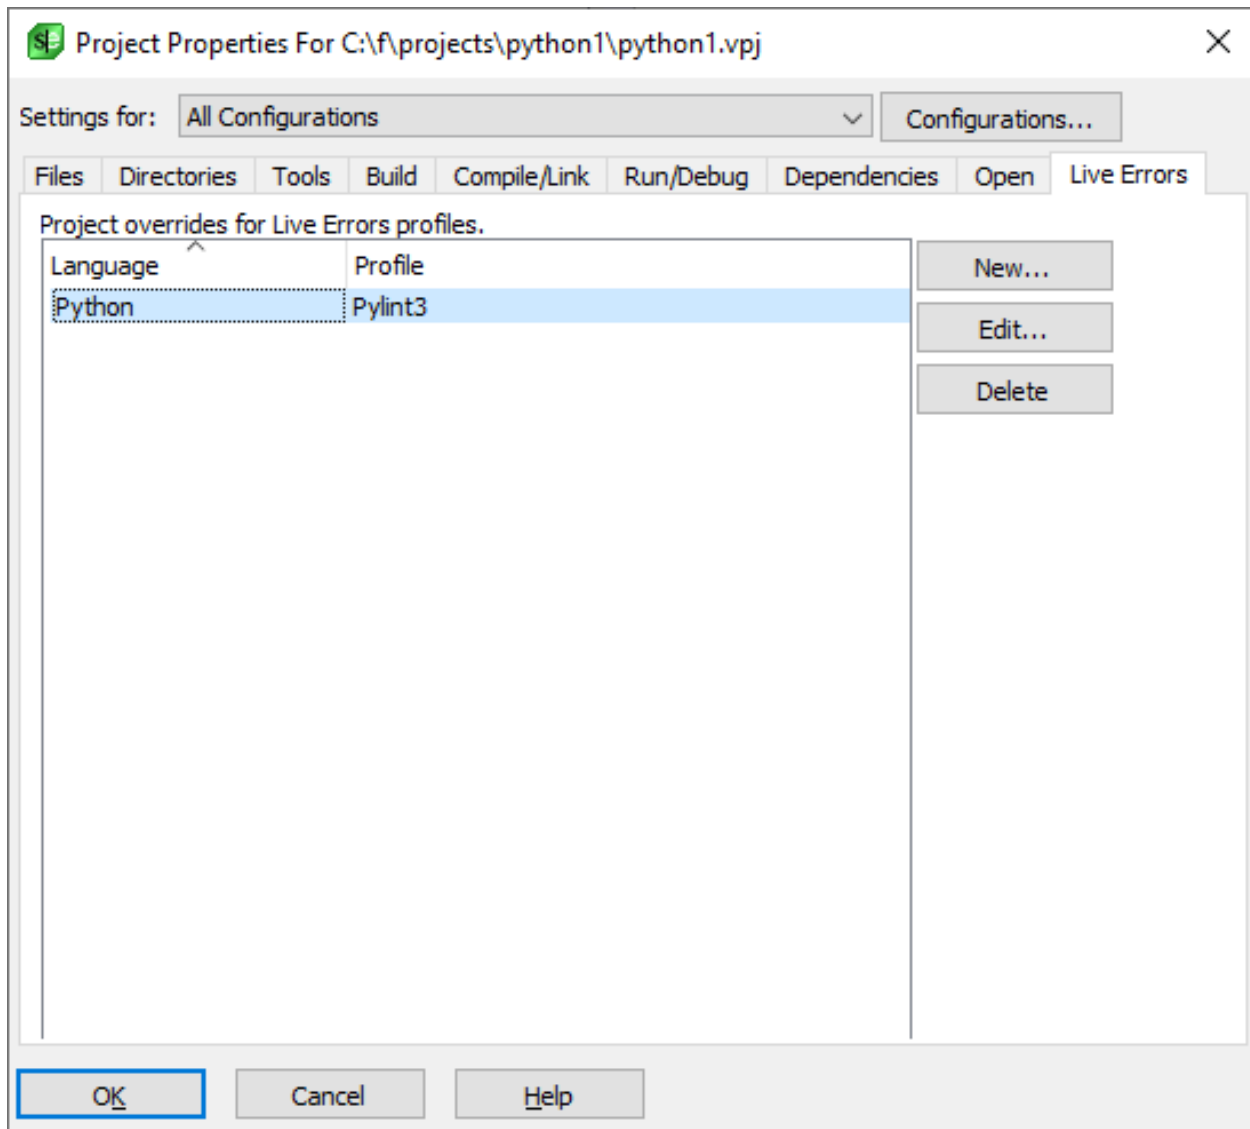 Project Properties For C:\f\projects\python1\python1.vpj
Settings for: All Configurations Configurations...
Files Directories Tools Build Compile/Link Run/Debug Dependencies Open Live Errors
Project overrides for Live Errors profiles.
Language Profile New...
Python Pylint3
Edit...
Delete
OK Cancel Help